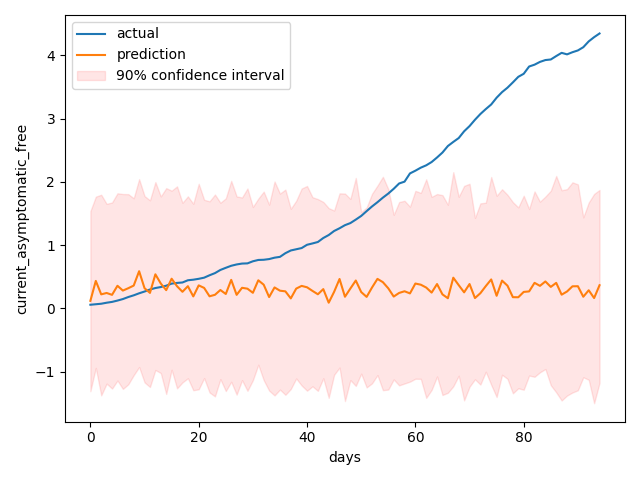 actual
prediction
90% confidence interval
current_asymptomatic_free
4
3
2
1
0
−1
0
20
40
60
80
days